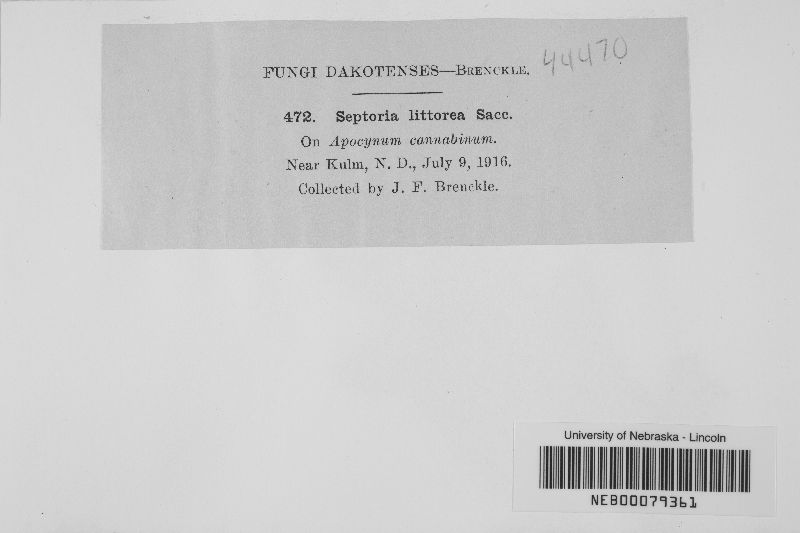 FUNGI DAKOTENSES—BRENCKLE. 44470
472. Septoria littorea Sacc.
On Apocynum cannabinum.
Near Kulm, N. D., July 9, 1916.
Collected by J. F. Brenckle.
University of Nebraska - Lincoln
NEB00079361